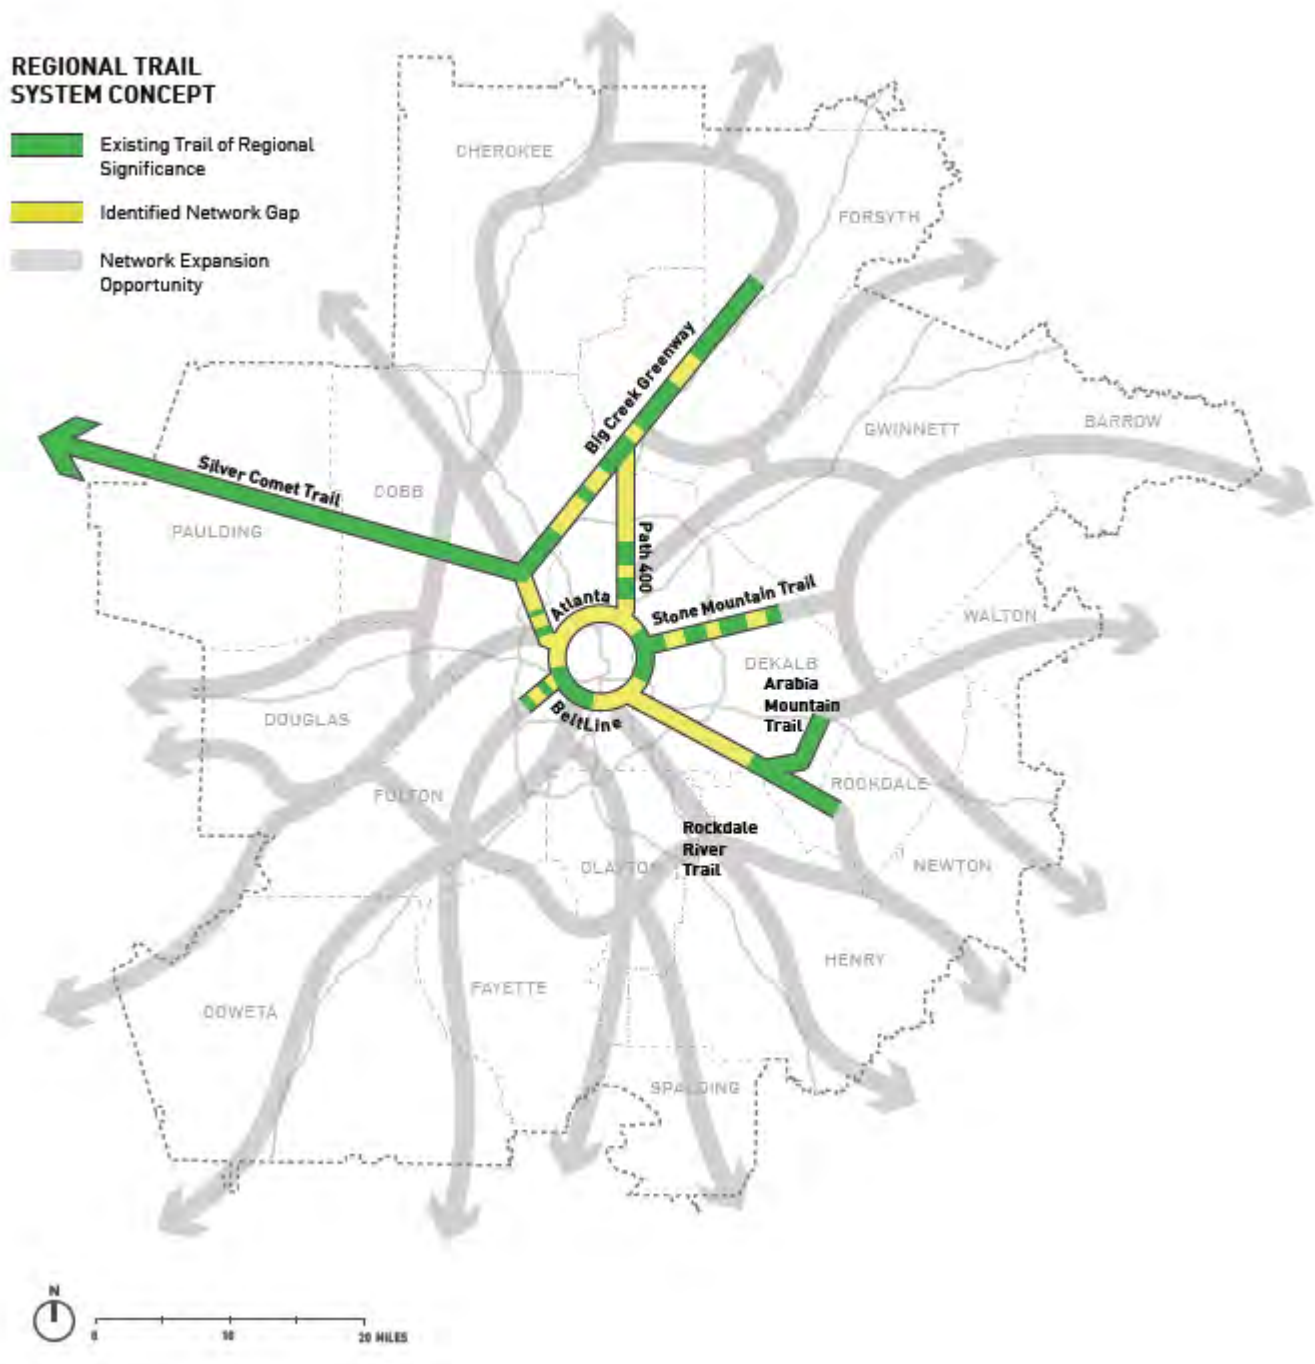 REGIONAL TRAIL
SYSTEM CONCEPT
Existing Trail of Regional
Significance
Identified Network Gap
Network Expansion
Opportunity
CHEROKEE
FORSYTH
Big Creek Greenway
BARROW
GWINNETT
Silver Comet Trail
COBB
PAULDING
Path 400
Stone Mountain Trail
Atlanta
WALTON
DEKALB
Arabia
Mountain
Trail
BeltLine
DOUGLAS
ROCKDALE
FULTON
Rockdale
River
Trail
CLAYTON
NEWTON
HENRY
FAYETTE
COWETA
SPALDING
N
0 10 20 MILES